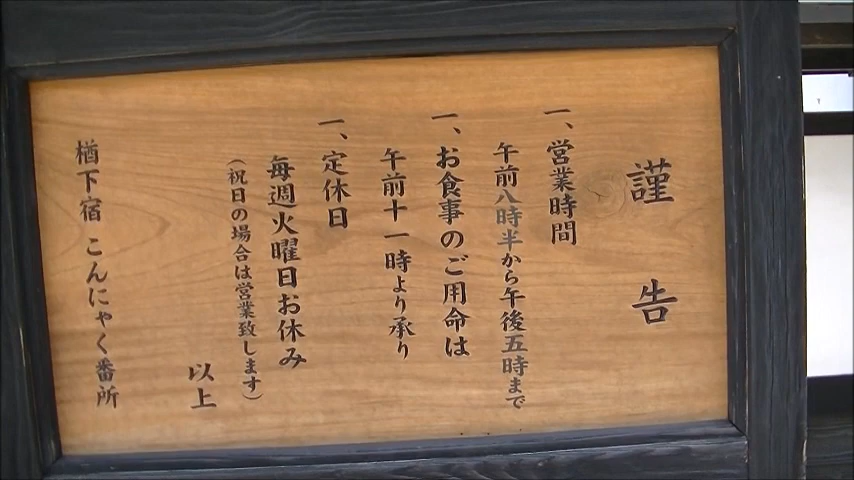 謹告
一、営業時間
午前八時半から午後五時まで
一、お食事のご用命は
午前十一時より承り
一、定休日
毎週火曜日お休み
（祝日の場合は営業致します）
以上
楢下宿 こんにゃく番所